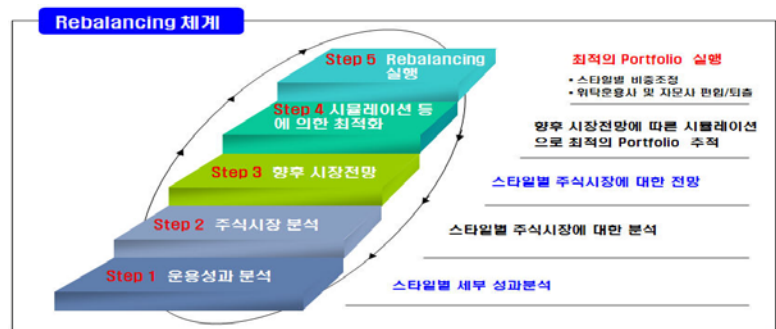 Rebalancing 체계
Step 5 Rebalancing
실행
최적의 Portfolio 실행
• 스타일별 비중조정
• 위탁운용사 및 자문사 편입/퇴출
Step 4 시뮬레이션 등
에 의한 최적화
향후 시장전망에 따른 시뮬레이션
으로 최적의 Portfolio 추적
Step 3 향후 시장전망
스타일별 주식시장에 대한 전망
Step 2 주식시장 분석
스타일별 주식시장에 대한 분석
Step 1 운용성과 분석
스타일별 세부 성과분석